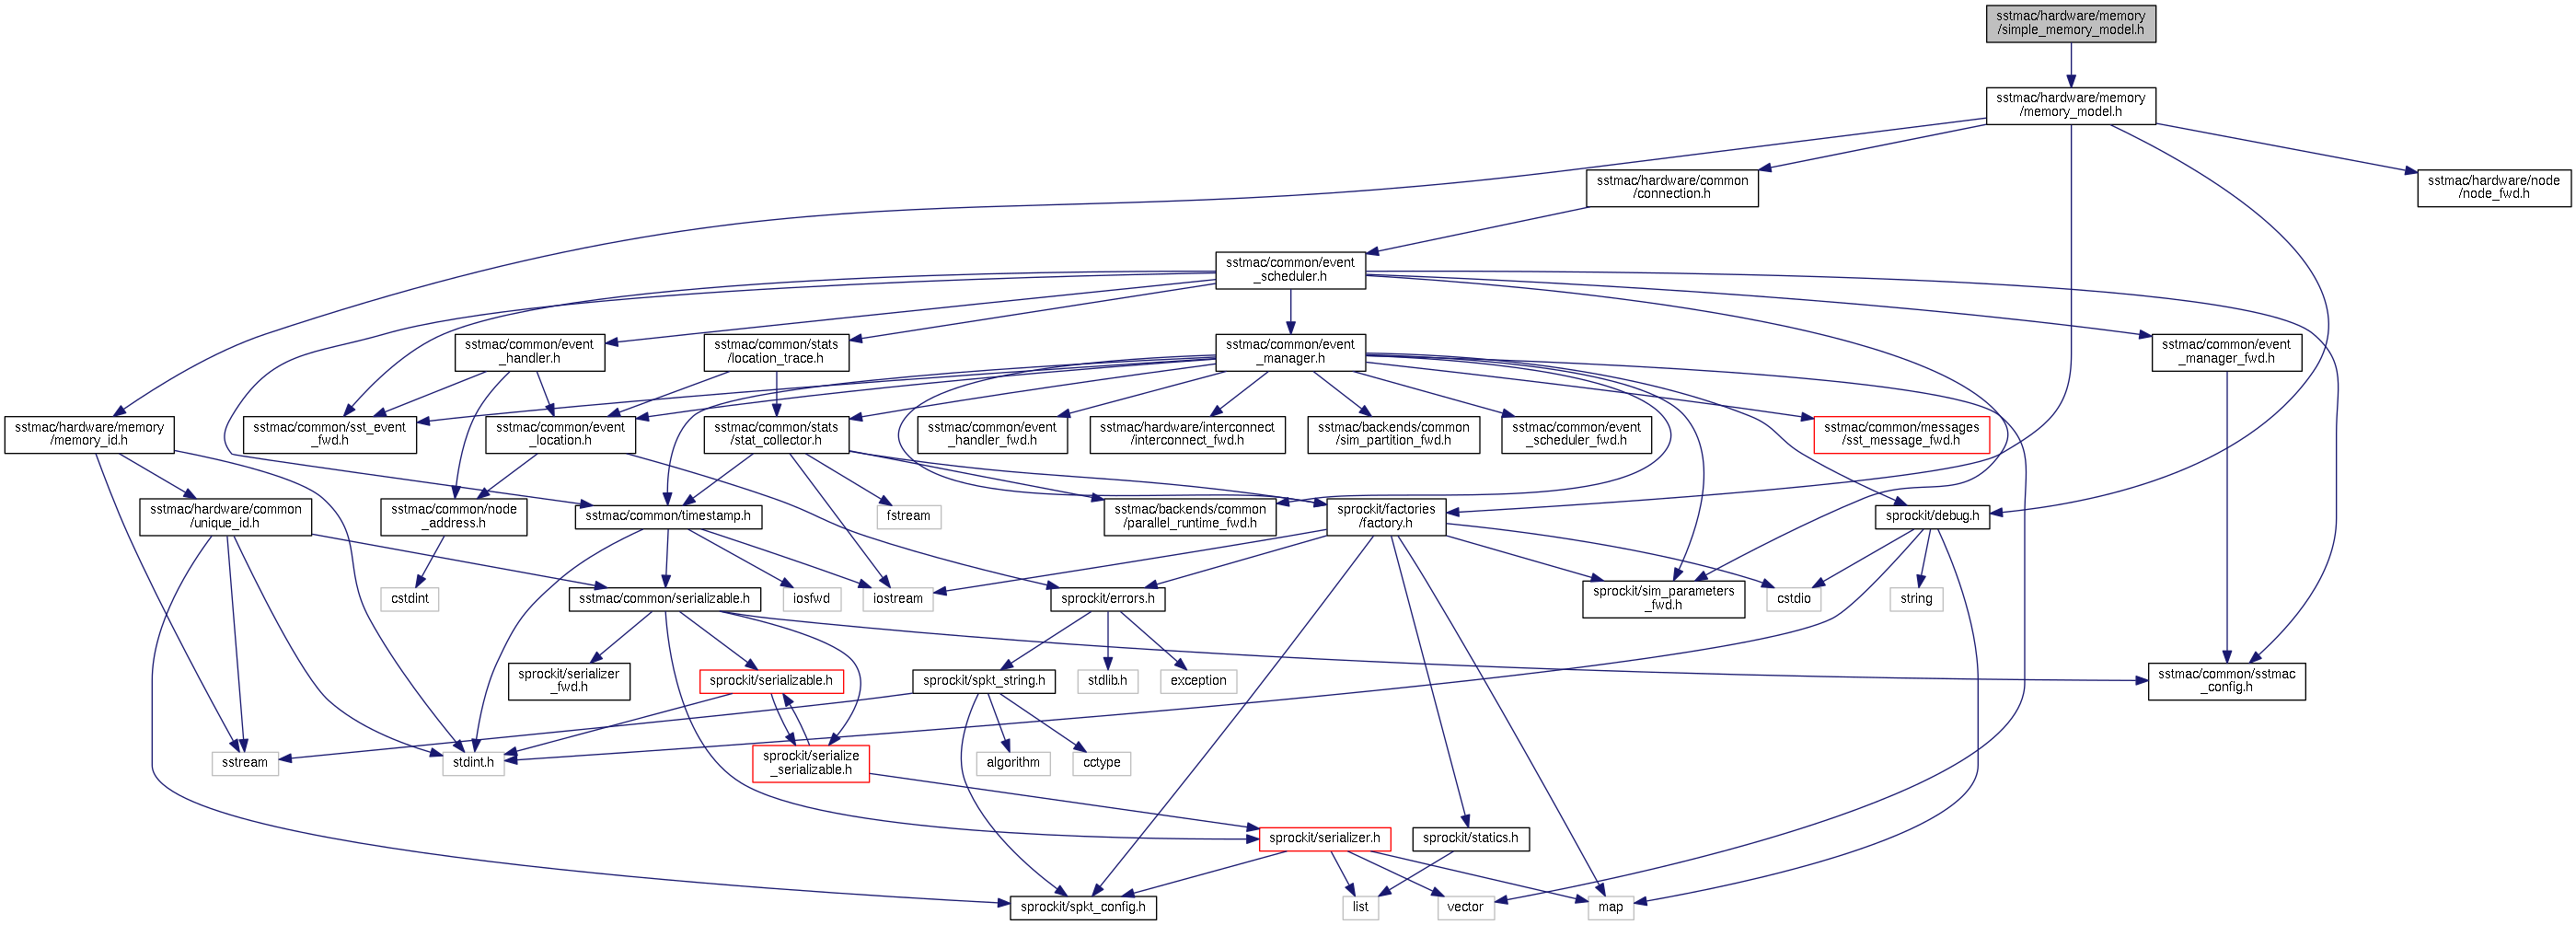 sstmac/hardware/memory
/simple_memory_model.h
sstmac/hardware/memory
/memory_model.h
sstmac/hardware/common
/connection.h
sstmac/hardware/node
/node_fwd.h
sstmac/common/event
_scheduler.h
sstmac/common/event
_handler.h
sstmac/common/stats
/location_trace.h
sstmac/common/event
_manager.h
sstmac/common/event
_manager_fwd.h
sstmac/hardware/memory
/memory_id.h
sstmac/common/sst_event
_fwd.h
sstmac/common/event
_location.h
sstmac/common/stats
/stat_collector.h
sstmac/common/event
_handler_fwd.h
sstmac/hardware/interconnect
/interconnect_fwd.h
sstmac/backends/common
/sim_partition_fwd.h
sstmac/common/event
_scheduler_fwd.h
sstmac/common/messages
/sst_message_fwd.h
sstmac/hardware/common
/unique_id.h
sstmac/common/node
_address.h
sstmac/common/timestamp.h
fstream
sstmac/backends/common
/parallel_runtime_fwd.h
sprockit/factories
/factory.h
sprockit/debug.h
cstdint
sstmac/common/serializable.h
iosfwd
iostream
sprockit/errors.h
sprockit/sim_parameters
_fwd.h
cstdio
string
sprockit/serializer
_fwd.h
sprockit/serializable.h
sprockit/spkt_string.h
stdlib.h
exception
sstmac/common/sstmac
_config.h
sstream
stdint.h
sprockit/serialize
_serializable.h
algorithm
cctype
sprockit/serializer.h
sprockit/statics.h
sprockit/spkt_config.h
list
vector
map